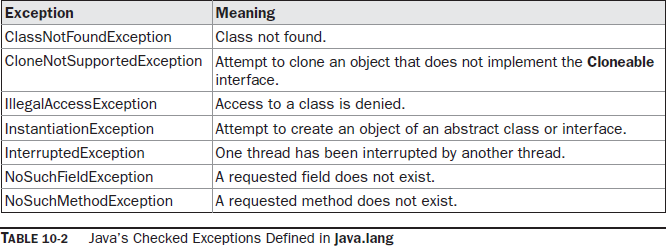 Exception Meaning
ClassNotFoundException Class not found.
CloneNotSupportedException Attempt to clone an object that does not implement the Cloneable
interface.
IllegalAccessException Access to a class is denied.
InstantiationException Attempt to create an object of an abstract class or interface.
InterruptedException One thread has been interrupted by another thread.
NoSuchFieldException A requested field does not exist.
NoSuchMethodException A requested method does not exist.
TABLE 10-2 Java's Checked Exceptions Defined in java.lang